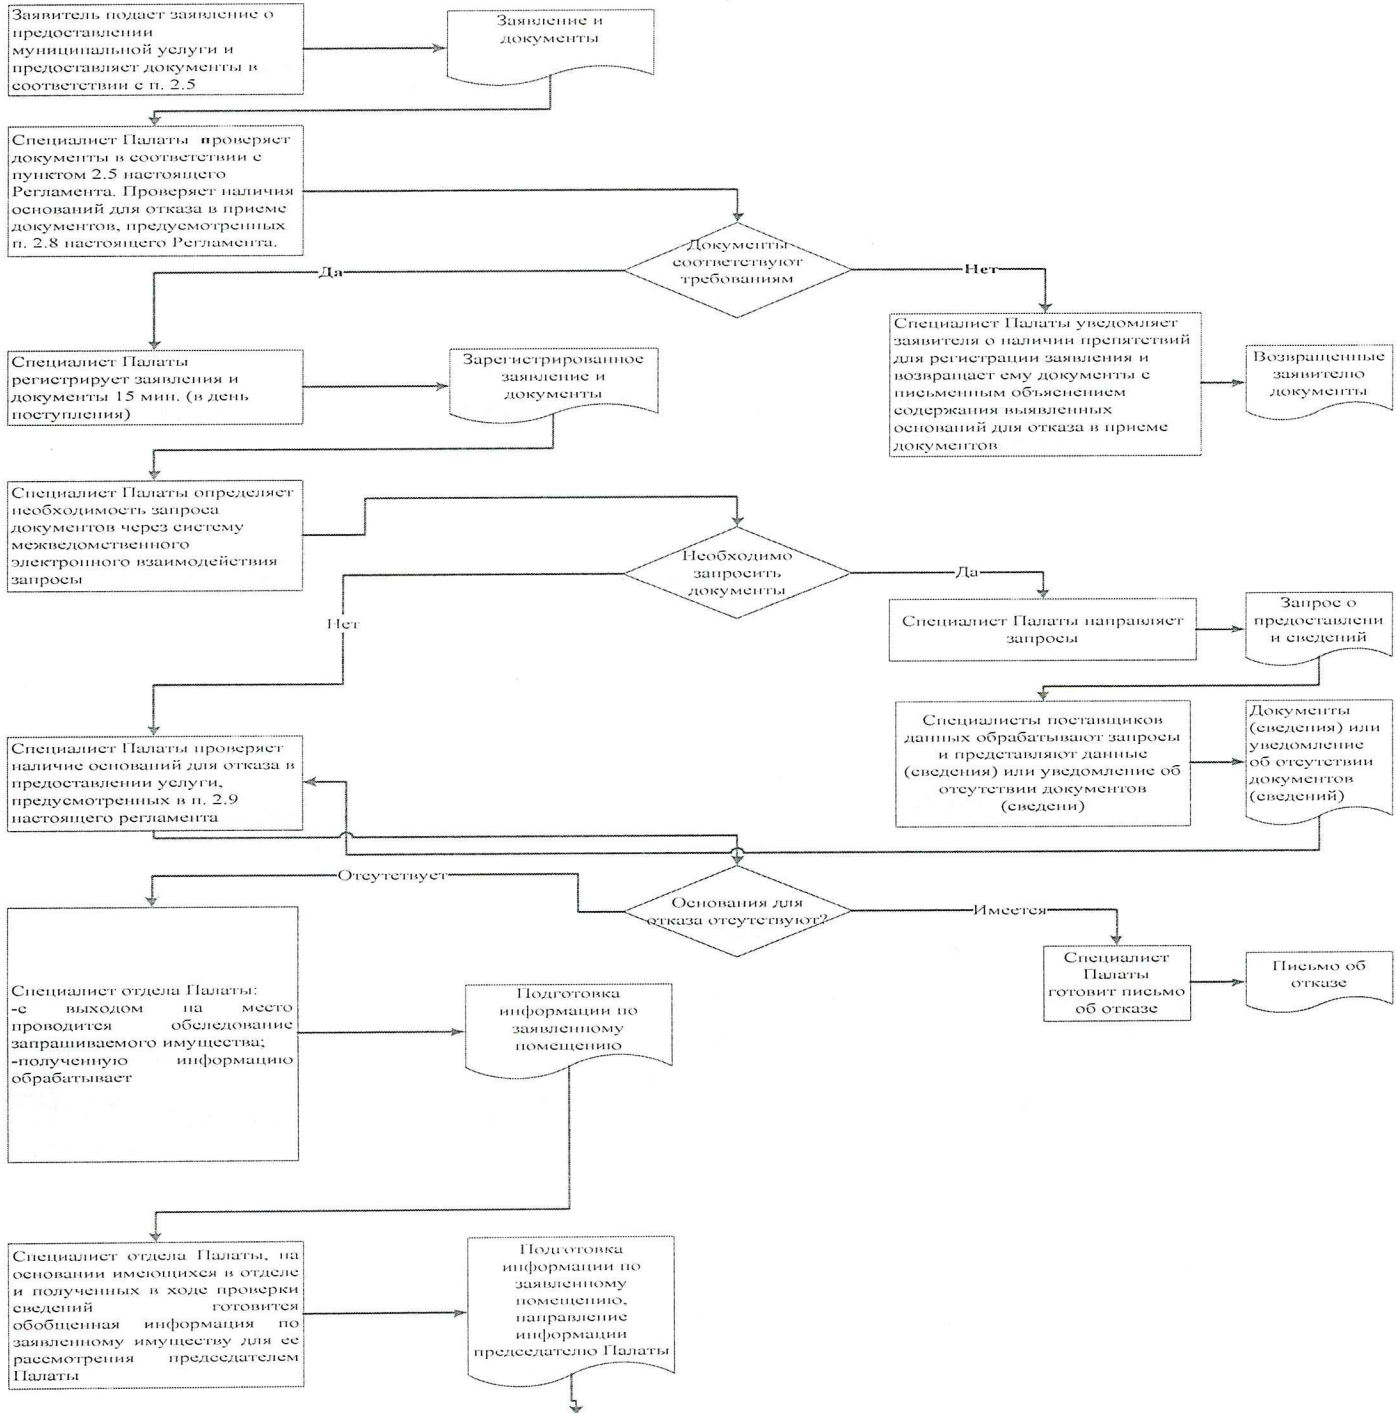 Заявитель подает заявление о
предоставлении
муниципальной услуги и
предоставляет документы в
соответствии с п. 2.5
Заявление и
документы
Специалист Палаты проверяет
документы в соответствии с
пунктом 2.5 настоящего
Регламента. Проверяет наличия
оснований для отказа в приеме
документов, предусмотренных
п. 2.8 настоящего Регламента.
Документы
соответствуют
требованиям
Да
Нет
Специалист Палаты
регистрирует заявления и
документы 15 мин. (в день
поступления)
Зарегистрированное
заявление и
документы
Специалист Палаты уведомляет
заявителя о наличии препятствий
для регистрации заявления и
возвращает ему документы с
письменным объяснением
содержания выявленных
оснований для отказа в приеме
документов
Возвращенные
заявителю
документы
Специалист Палаты определяет
необходимость запроса
документов через систему
межведомственного
электронного взаимодействия
запросы
Необходимо
запросить
документы
Да
Нет
Специалист Палаты направляет
запросы
Запрос о
предоставлени
и сведений
Специалисты поставщиков
данных обрабатывают запросы
и представляют данные
(сведения) или уведомление об
отсутствии документов
(сведени)
Документы
(сведения) или
уведомление
об отсутствии
документов
(сведений)
Специалист Палаты проверяет
наличие оснований для отказа в
предоставлении услуги,
предусмотренных в п. 2.9
настоящего регламента
Отсутствует
Основания для
отказа отсутствуют?
Имеется
Специалист
Палаты
готовит письмо
об отказе
Письмо об
отказе
Специалист отдела Палаты:
-с выходом на место
проводится обследование
запрашиваемого имущества;
-полученную информацию
обрабатывает
Подготовка
информации по
заявленному
помещению
Специалист отдела Палаты, на
основании имеющихся в отделе
и полученных в ходе проверки
сведений готовится
обобщенная информация по
заявленному имуществу для ее
рассмотрения председателем
Палаты
Подготовка
информации по
заявленному
помещению,
направление
информации
председателю Палаты